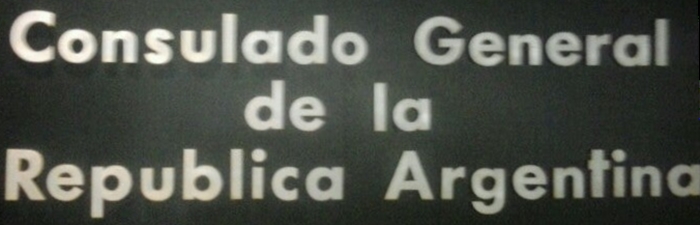 Consulado General
de la
Republica Argentina